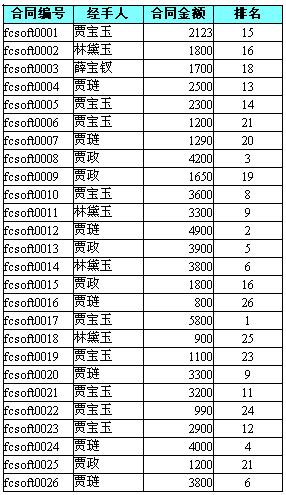 合同编号 经手人 合同金额 排名
fcsoft0001 贾宝玉 2123 15
fcsoft0002 林黛玉 1800 16
fcsoft0003 薛宝钗 1700 18
fcsoft0004 贾琏 2500 13
fcsoft0005 贾宝玉 2300 14
fcsoft0006 贾宝玉 1200 21
fcsoft0007 贾琏 1290 20
fcsoft0008 贾政 4200 3
fcsoft0009 贾政 1650 19
fcsoft0010 贾宝玉 3600 8
fcsoft0011 林黛玉 3300 9
fcsoft0012 贾琏 4900 2
fcsoft0013 贾政 3900 5
fcsoft0014 林黛玉 3800 6
fcsoft0015 贾政 1800 16
fcsoft0016 贾琏 800 26
fcsoft0017 贾宝玉 5800 1
fcsoft0018 林黛玉 900 25
fcsoft0019 贾宝玉 1100 23
fcsoft0020 贾琏 3300 9
fcsoft0021 贾宝玉 3200 11
fcsoft0022 贾宝玉 990 24
fcsoft0023 贾宝玉 2900 12
fcsoft0024 贾琏 4000 4
fcsoft0025 贾政 1200 21
fcsoft0026 贾琏 3800 6